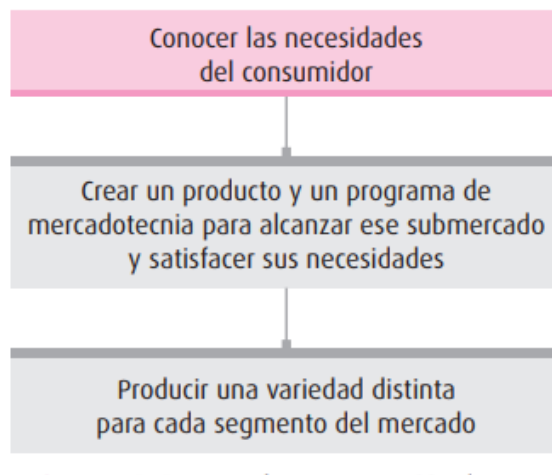 Conocer las necesidades
del consumidor
Crear un producto y un programa de
mercadotecnia para alcanzar ese submercado
y satisfacer sus necesidades
Producir una variedad distinta
para cada segmento del mercado